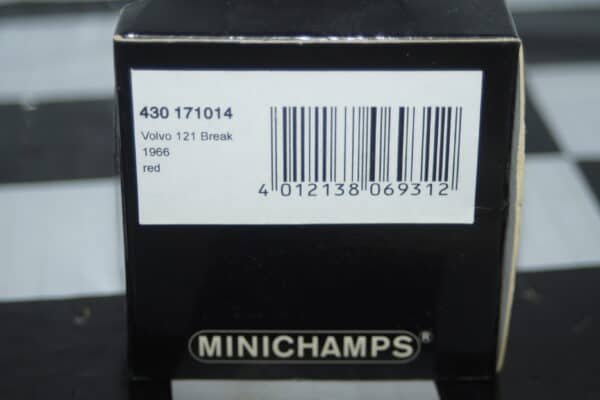 430 171014
Volvo 121 Break
1966
red
4 012138 069312
MINICHAMPS®